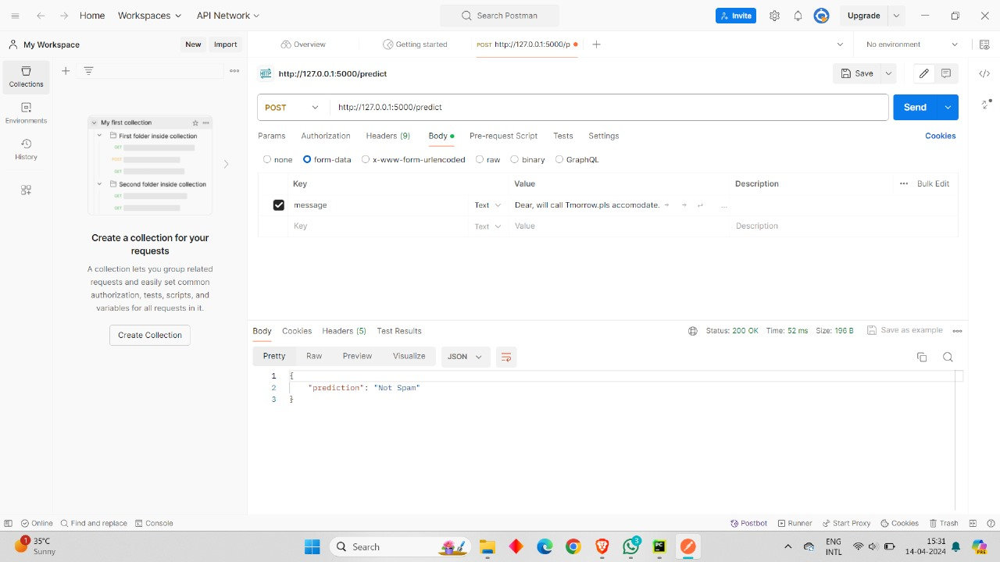 Home Workspaces API Network Search Postman Invite Upgrade
My Workspace New Import Overview Getting started POST http://127.0.0.1:5000/p No environment
Collections
Environments
History
My first collection
First folder inside collection
GET
POST
GET
Second folder inside collection
GET
GET
Create a collection for your
requests
A collection lets you group related
requests and easily set common
authorization, tests, scripts, and
variables for all requests in it.
Create Collection
HTTP http://127.0.0.1:5000/predict Save
POST http://127.0.0.1:5000/predict Send
Params Authorization Headers (9) Body Pre-request Script Tests Settings Cookies
none form-data x-www-form-urlencoded raw binary GraphQL
Key Value Description ••• Bulk Edit
message Text Dear, will call Tmorrow.pls accomodate. → → ↵ ...
Key Text Value Description
Body Cookies Headers (5) Test Results Status: 200 OK Time: 52 ms Size: 196 B Save as example
Pretty Raw Preview Visualize JSON
1 {
2 "prediction": "Not Spam"
3 }
Online Find and replace Console Postbot Runner Start Proxy Cookies Trash
1 35°C
Sunny
Search
3
PC
ENG
INTL
15:31
14-04-2024
PRE